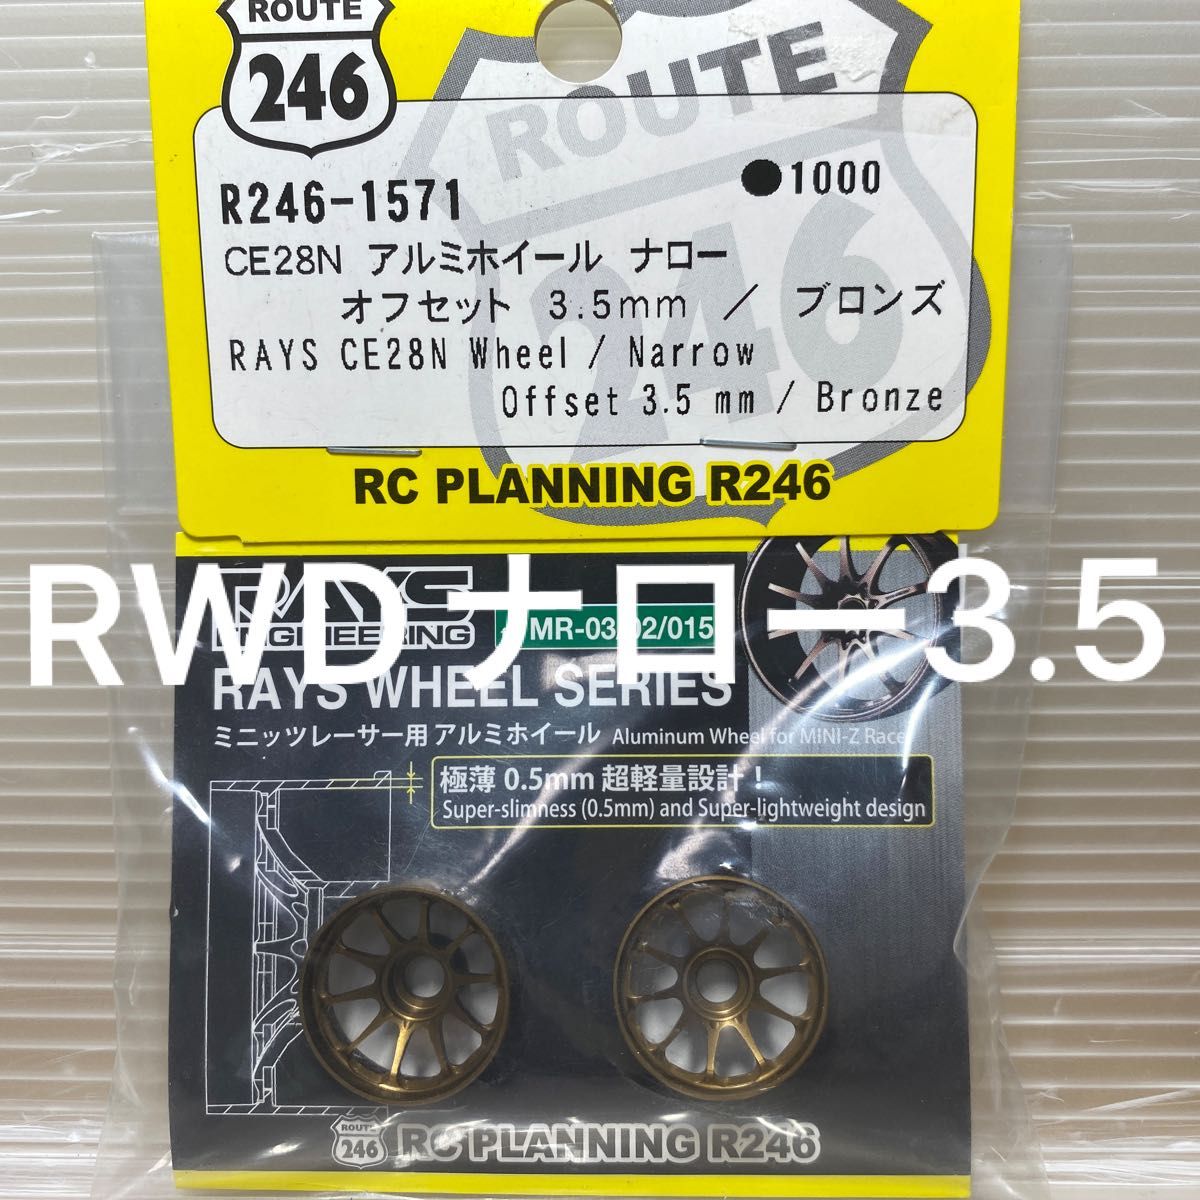 ROUTE
246
ROUTE
246
R246-1571
●1000
CE28N アルミホイール ナロー
オフセット 3.5mm / ブロンズ
RAYS CE28N Wheel / Narrow
Offset 3.5 mm / Bronze
RC PLANNING R246
RWDナロー3.5
RAYS
ENGINEERING
MR-03/02/015
RAYS WHEEL SERIES
ミニッツレーサー用アルミホイール Aluminum Wheel for MINI-Z Racer
極薄 0.5mm 超軽量設計!
Super-slimness (0.5mm) and Super-lightweight design
ROUTE
246
RC PLANNING R246